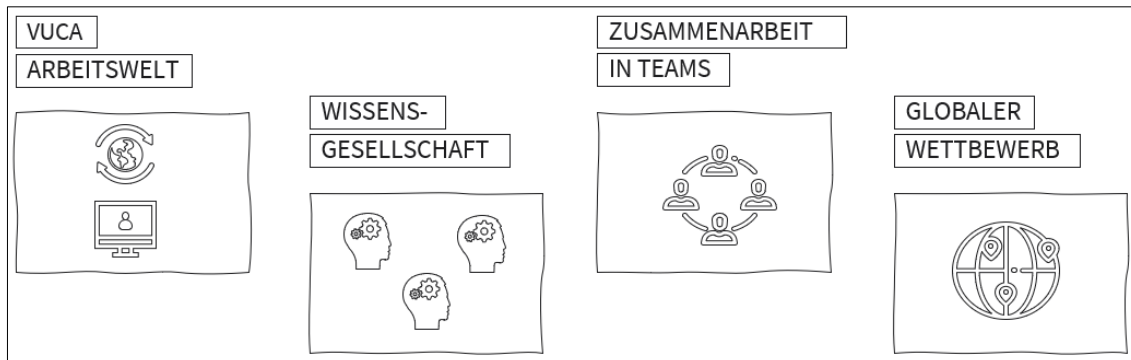 VUCA
ARBEITSWELT
WISSENS-
GESELLSCHAFT
ZUSAMMENARBEIT
IN TEAMS
GLOBALER
WETTBEWERB